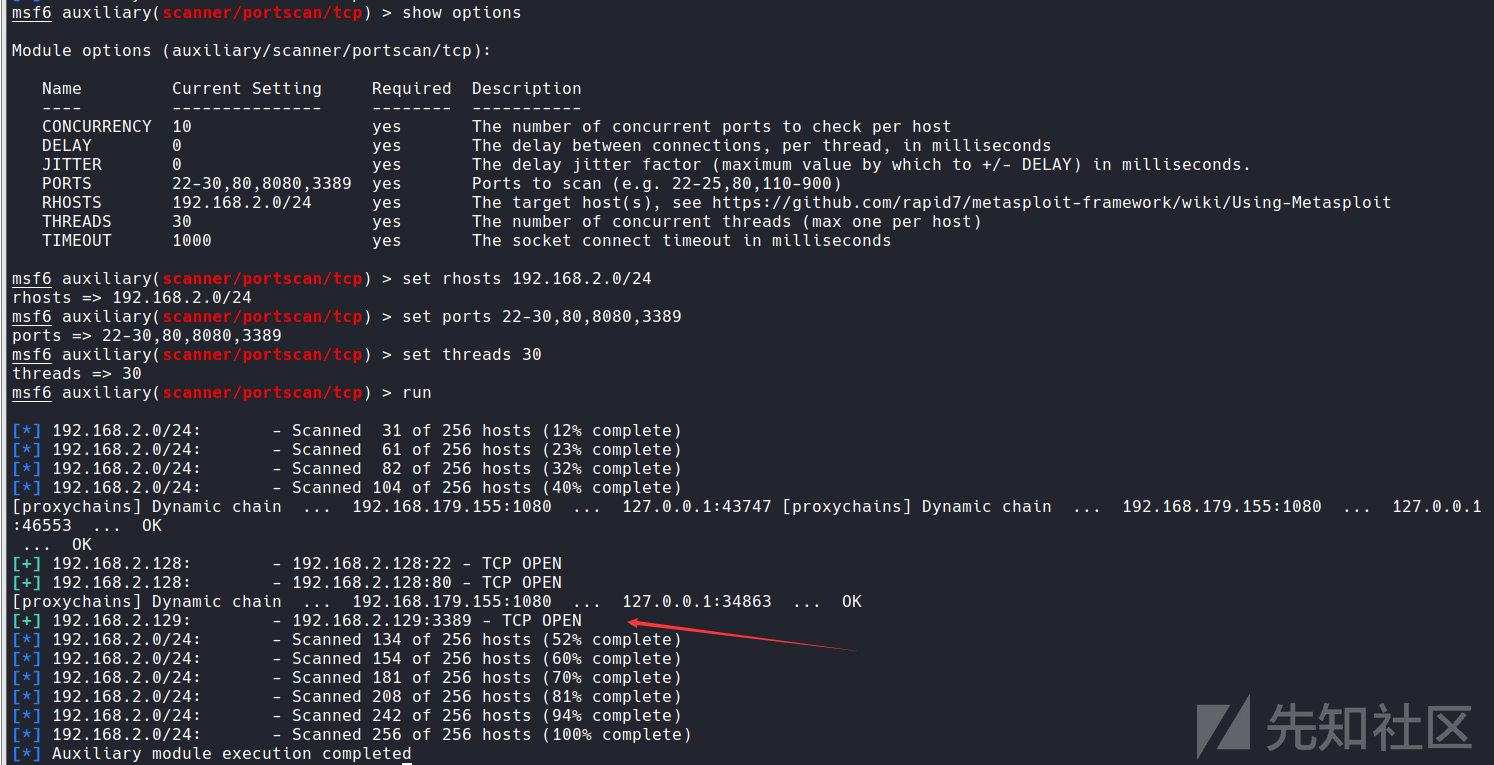 msf6 auxiliary(scanner/portscan/tcp) > show options
Module options (auxiliary/scanner/portscan/tcp):
Name Current Setting Required Description
---- --------------- -------- -----------
CONCURRENCY 10 yes The number of concurrent ports to check per host
DELAY 0 yes The delay between connections, per thread, in milliseconds
JITTER 0 yes The delay jitter factor (maximum value by which to +/- DELAY) in milliseconds.
PORTS 22-30,80,8080,3389 yes Ports to scan (e.g. 22-25,80,110-900)
RHOSTS 192.168.2.0/24 yes The target host(s), see https://github.com/rapid7/metasploit-framework/wiki/Using-Metasploit
THREADS 30 yes The number of concurrent threads (max one per host)
TIMEOUT 1000 yes The socket connect timeout in milliseconds
msf6 auxiliary(scanner/portscan/tcp) > set rhosts 192.168.2.0/24
rhosts => 192.168.2.0/24
msf6 auxiliary(scanner/portscan/tcp) > set ports 22-30,80,8080,3389
ports => 22-30,80,8080,3389
msf6 auxiliary(scanner/portscan/tcp) > set threads 30
threads => 30
msf6 auxiliary(scanner/portscan/tcp) > run
[*] 192.168.2.0/24: - Scanned 31 of 256 hosts (12% complete)
[*] 192.168.2.0/24: - Scanned 61 of 256 hosts (23% complete)
[*] 192.168.2.0/24: - Scanned 82 of 256 hosts (32% complete)
[*] 192.168.2.0/24: - Scanned 104 of 256 hosts (40% complete)
[proxychains] Dynamic chain ... 192.168.179.155:1080 ... 127.0.0.1:43747 [proxychains] Dynamic chain ... 192.168.179.155:1080 ... 127.0.0.1
:46553 ... OK
... OK
[+] 192.168.2.128: - 192.168.2.128:22 - TCP OPEN
[+] 192.168.2.128: - 192.168.2.128:80 - TCP OPEN
[proxychains] Dynamic chain ... 192.168.179.155:1080 ... 127.0.0.1:34863 ... OK
[+] 192.168.2.129: - 192.168.2.129:3389 - TCP OPEN
[*] 192.168.2.0/24: - Scanned 134 of 256 hosts (52% complete)
[*] 192.168.2.0/24: - Scanned 154 of 256 hosts (60% complete)
[*] 192.168.2.0/24: - Scanned 181 of 256 hosts (70% complete)
[*] 192.168.2.0/24: - Scanned 208 of 256 hosts (81% complete)
[*] 192.168.2.0/24: - Scanned 242 of 256 hosts (94% complete)
[*] 192.168.2.0/24: - Scanned 256 of 256 hosts (100% complete)
[*] Auxiliary module execution completed
先知社区